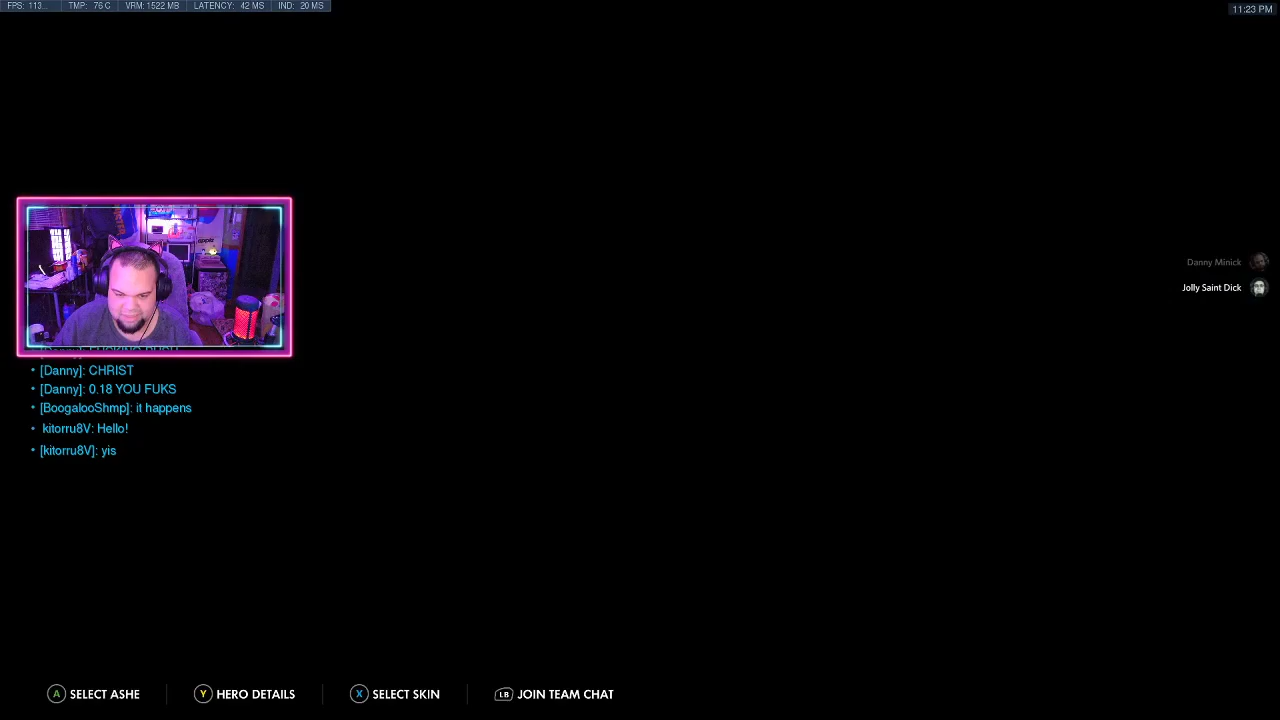 FPS: 113... TMP: 76 C VRM: 1522 MB LATENCY: 42 MS IND: 20 MS
11:23 PM
Danny Minick
Jolly Saint Dick
[Danny]: CHRIST
[Danny]: 0.18 YOU FUKS
[BoogalooShmp]: it happens
kitorru8V: Hello!
[kitorru8V]: yis
A SELECT ASHE Y HERO DETAILS X SELECT SKIN LB JOIN TEAM CHAT